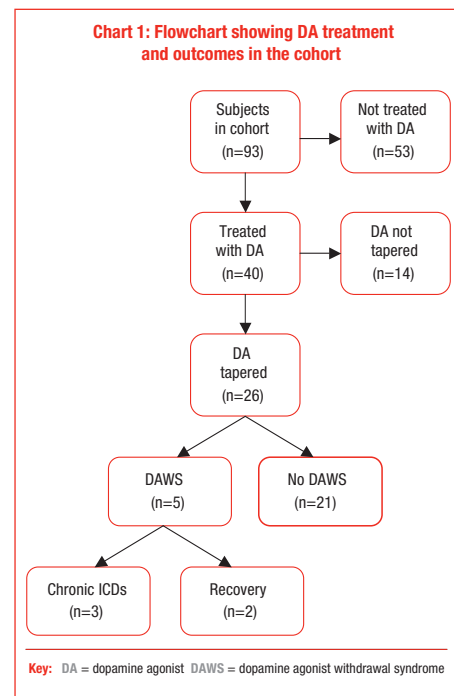 Chart 1: Flowchart showing DA treatment
and outcomes in the cohort
Subjects
in cohort
(n=93)
Not treated
with DA
(n=53)
Treated
with DA
(n=40)
DA not
tapered
(n=14)
DA
tapered
(n=26)
DAWS
(n=5)
No DAWS
(n=21)
Chronic ICDs
(n=3)
Recovery
(n=2)
Key: DA = dopamine agonist DAWS = dopamine agonist withdrawal syndrome